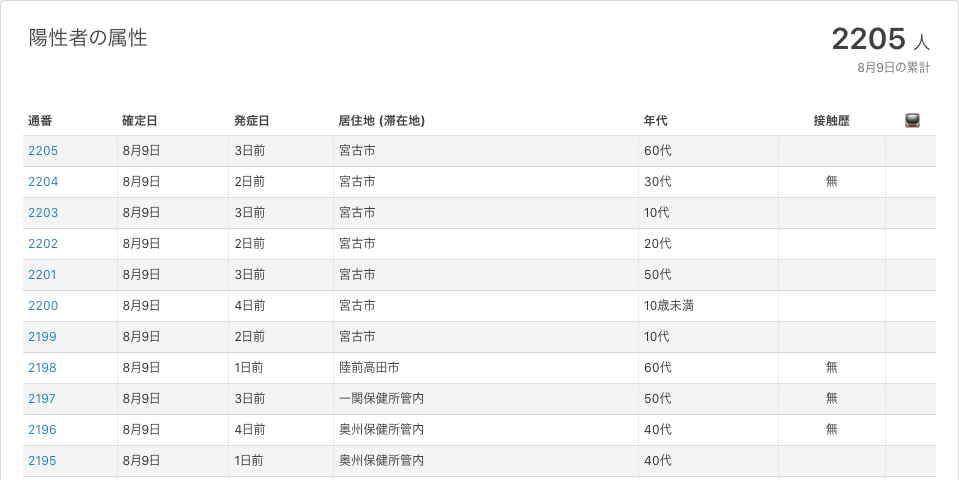 陽性者の属性
2205 人
8月9日の累計
通番 確定日 発症日 居住地 (滞在地) 年代 接触歴
2205 8月9日 3日前 宮古市 60代
2204 8月9日 2日前 宮古市 30代 無
2203 8月9日 3日前 宮古市 10代
2202 8月9日 2日前 宮古市 20代
2201 8月9日 3日前 宮古市 50代
2200 8月9日 4日前 宮古市 10歳未満
2199 8月9日 2日前 宮古市 10代
2198 8月9日 1日前 陸前高田市 60代 無
2197 8月9日 3日前 一関保健所管内 50代 無
2196 8月9日 4日前 奥州保健所管内 40代 無
2195 8月9日 1日前 奥州保健所管内 40代